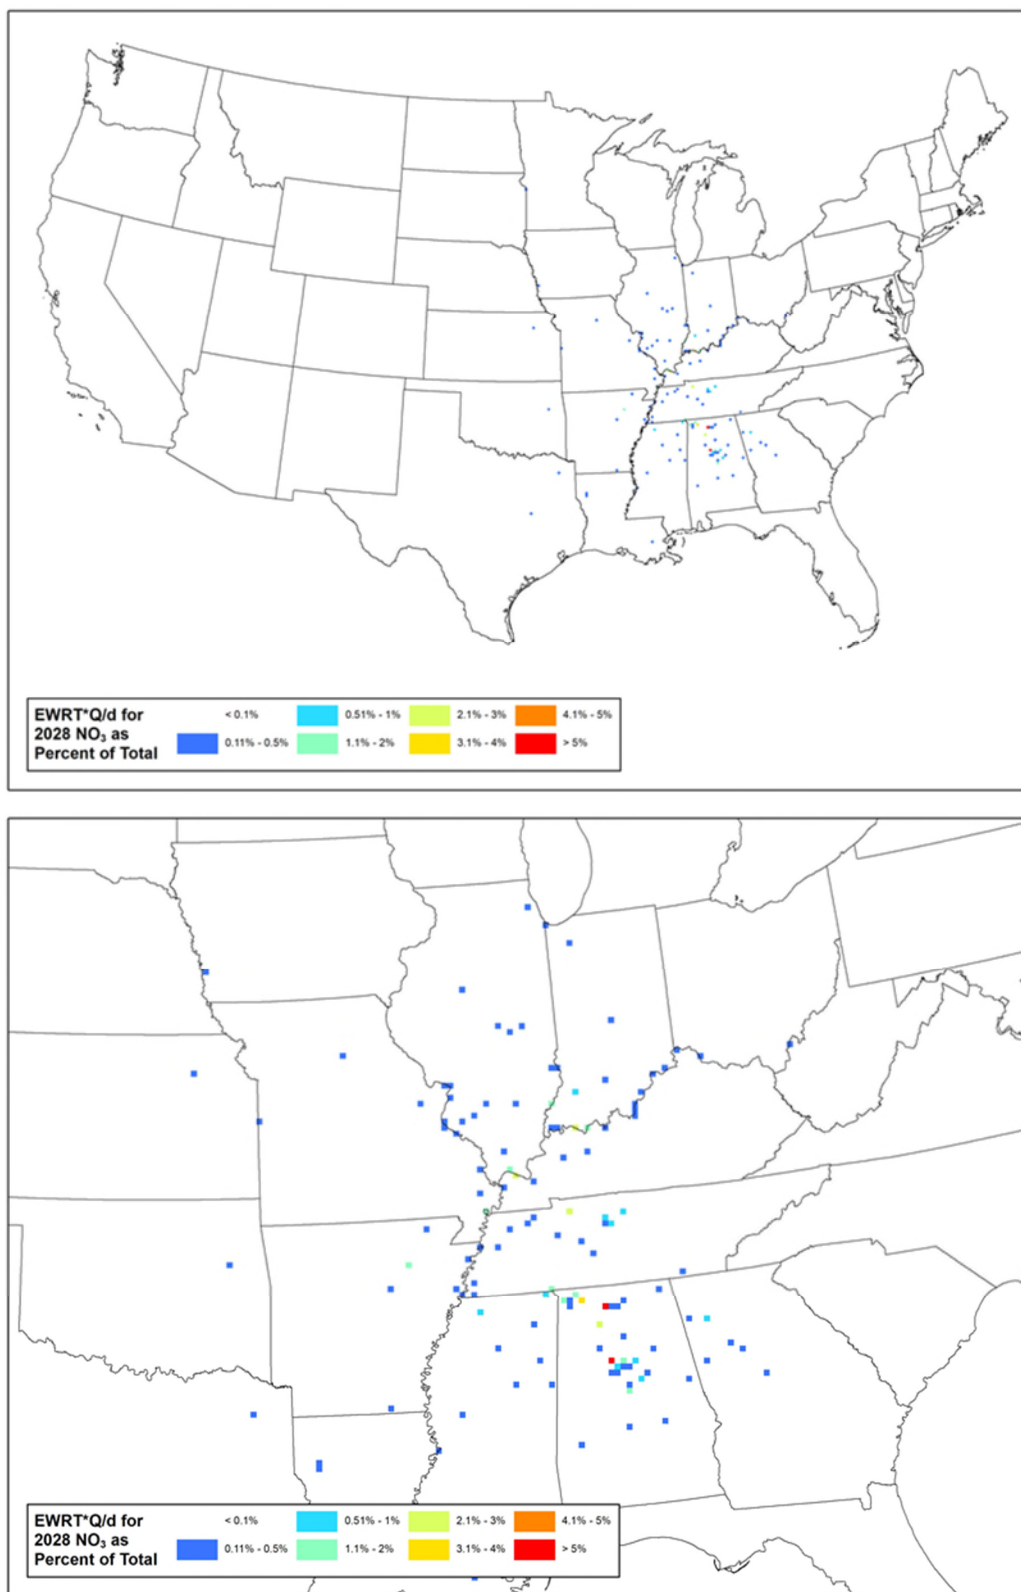 EWRT*Q/d for
2028 NO₃ as
Percent of Total
< 0.1%
0.51% - 1%
2.1% - 3%
4.1% - 5%
0.11% - 0.5%
1.1% - 2%
3.1% - 4%
> 5%
EWRT*Q/d for
2028 NO₃ as
Percent of Total
< 0.1%
0.51% - 1%
2.1% - 3%
4.1% - 5%
0.11% - 0.5%
1.1% - 2%
3.1% - 4%
> 5%